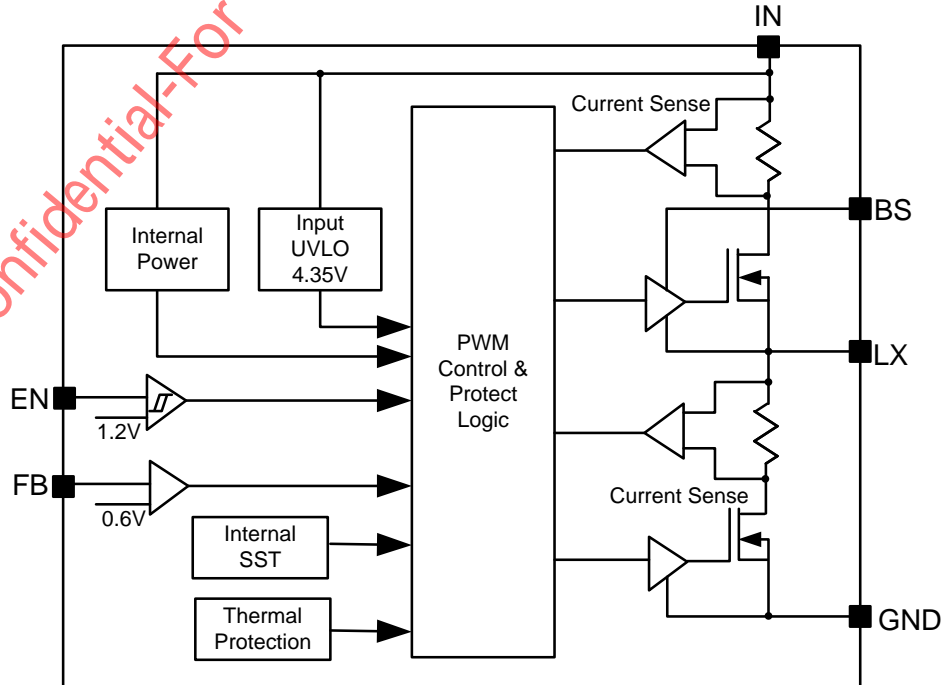 IN
Confidential-For
Current Sense
BS
Internal
Power
Input
UVLO
4.35V
PWM
Control &
Protect
Logic
LX
EN
1.2V
FB
0.6V
Current Sense
Internal
SST
Thermal
Protection
GND